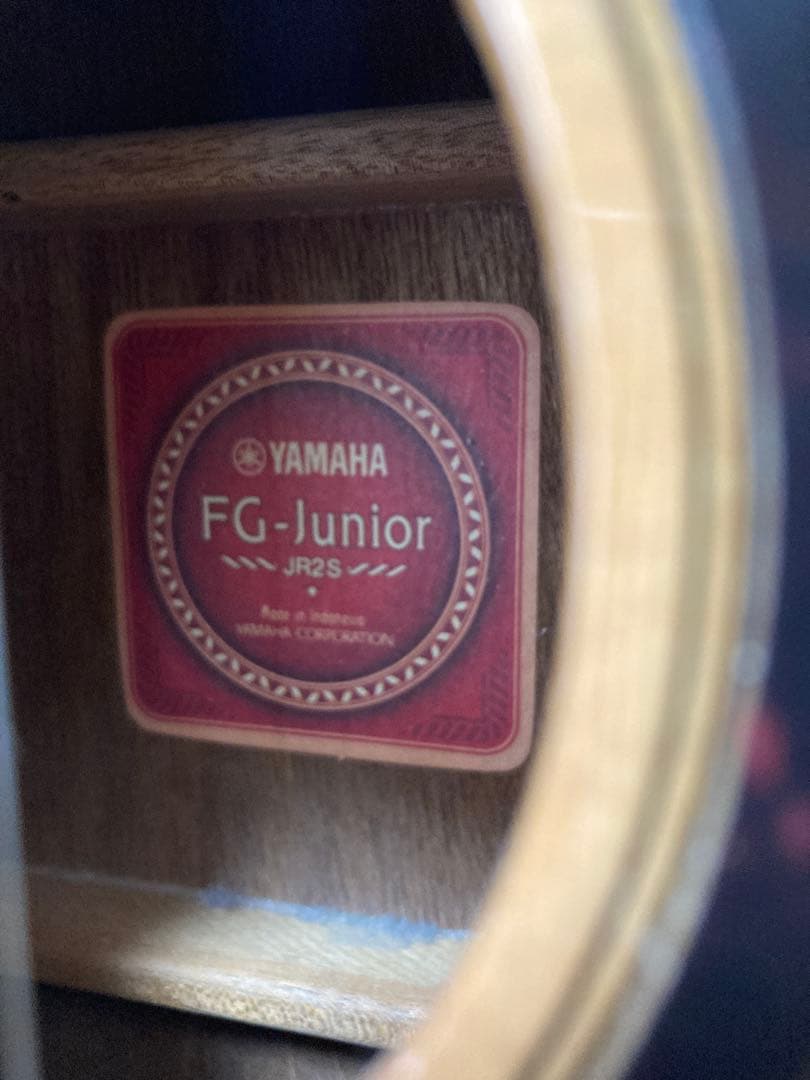 YAMAHA
FG-Junior
JR2S
Made in Indonesia
YAMAHA CORPORATION